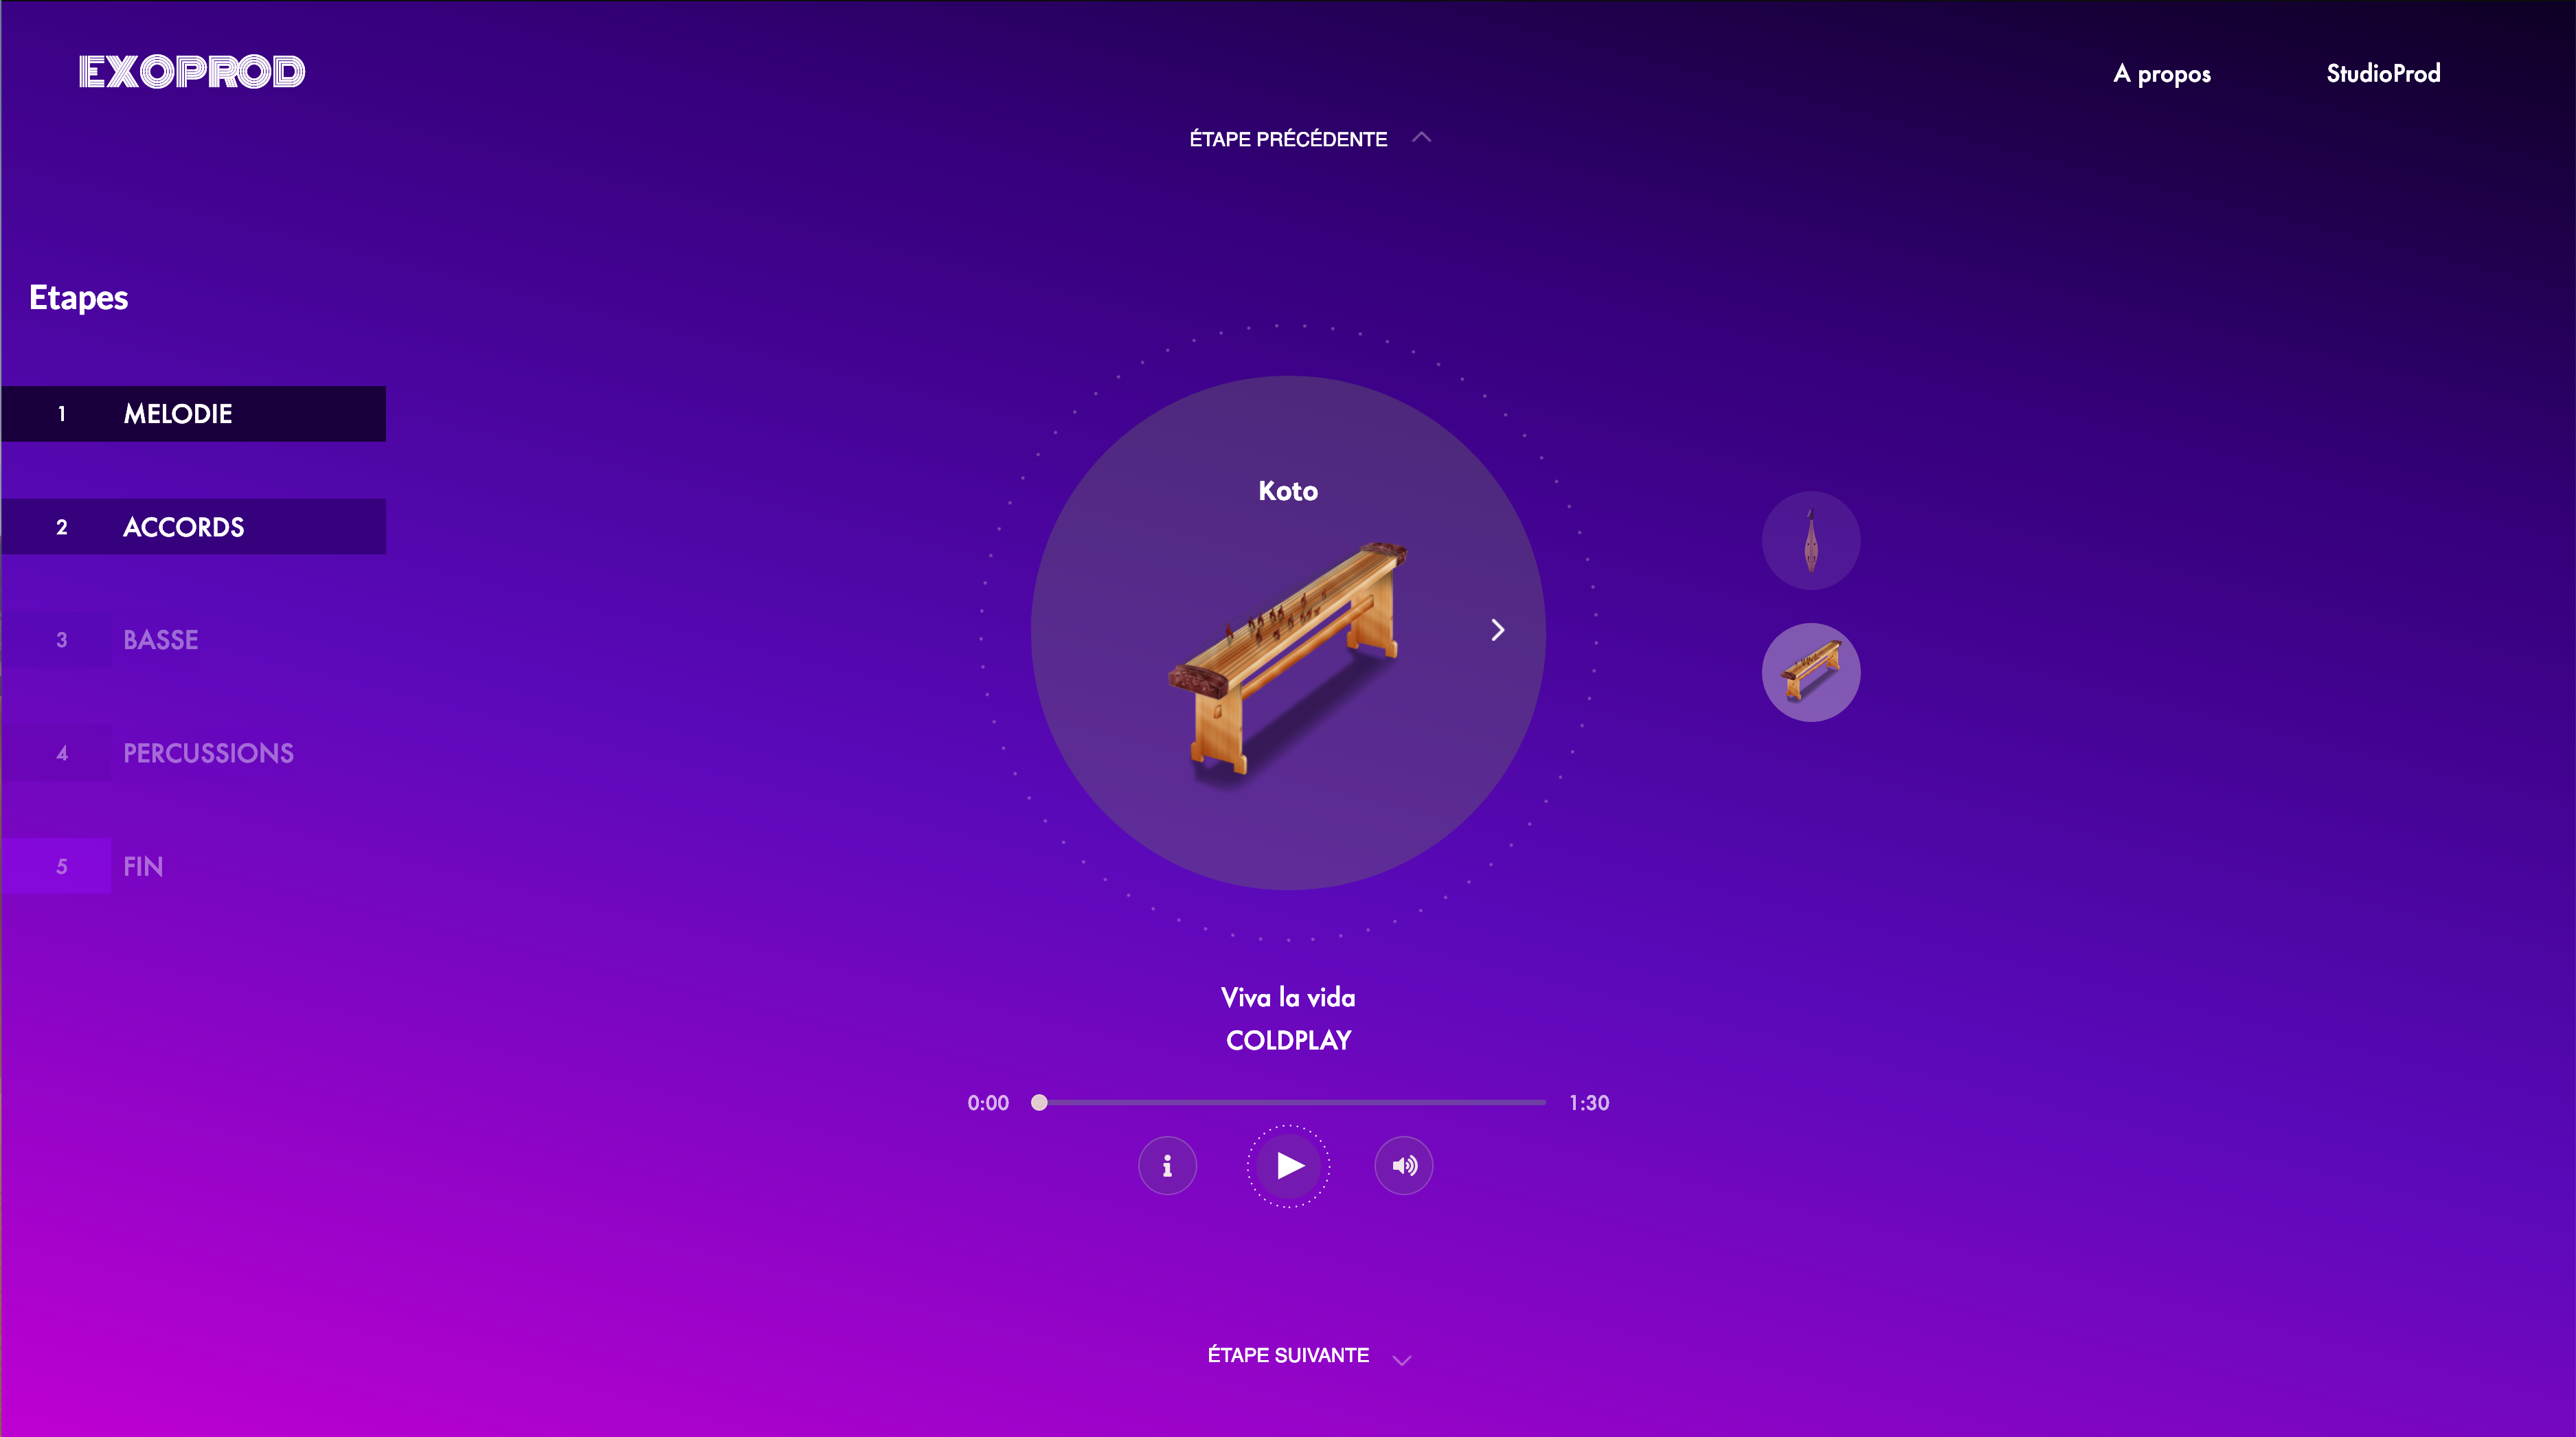 EXOPROD
A propos
StudioProd
ÉTAPE PRÉCÉDENTE
Etapes
1 MELODIE
2 ACCORDS
3 BASSE
4 PERCUSSIONS
5 FIN
Koto
Viva la vida
COLDPLAY
0:00
1:30
ÉTAPE SUIVANTE